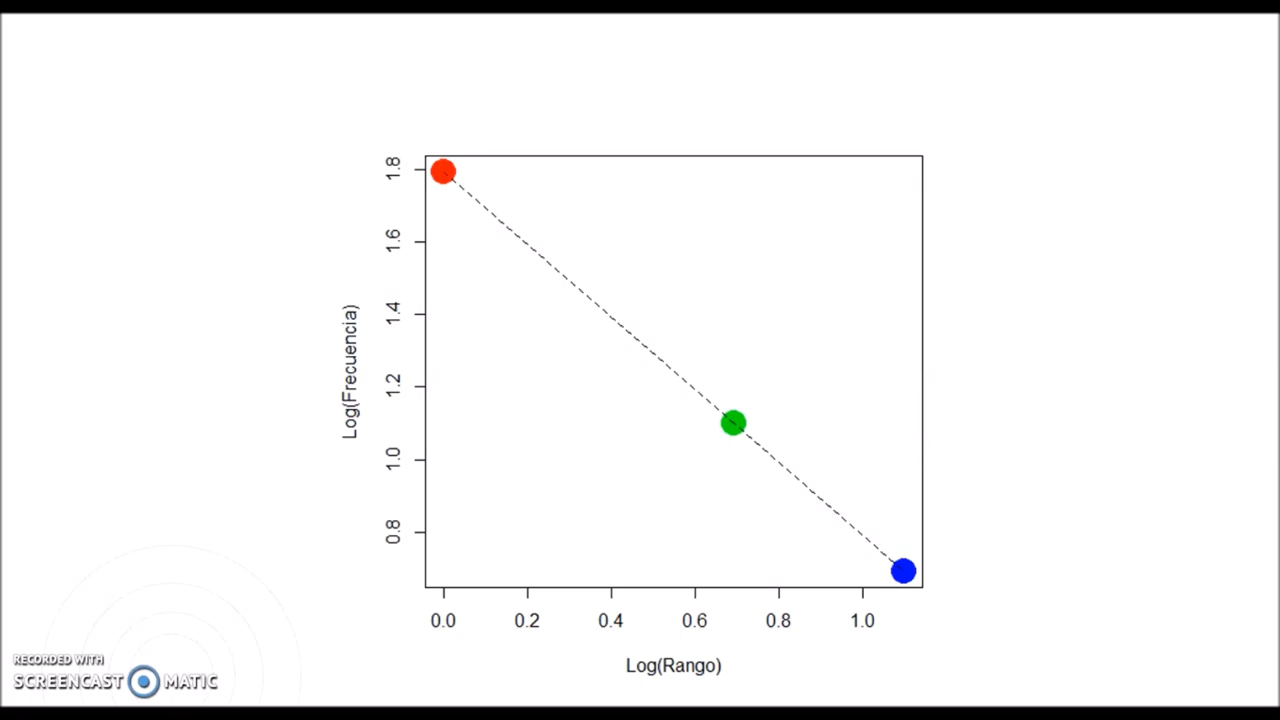 1.8
1.6
1.4
1.2
1.0
0.8
Log(Frecuencia)
0.0 0.2 0.4 0.6 0.8 1.0
Log(Rango)
RECORDED WITH
SCREENCAST MATIC